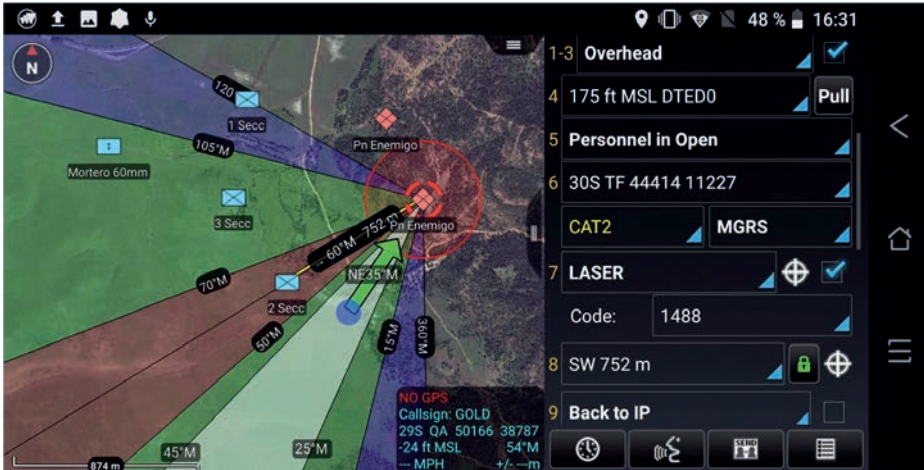 48 % 16:31
N
120
1 Secc
105°M
Mortero 60mm
Pn Enemigo
3 Secc
Pn Enemigo
60°M 752
NE35°M
70°M
2 Secc
50°M
15°M
360°M
45°M
25°M
874 m
NO GPS
Callsign: GOLD
29S QA 50166 38787
-24 ft MSL 54°M
--- MPH +/- ---m
1-3 Overhead
4 175 ft MSL DTED0 Pull
5 Personnel in Open
6 30S TF 44414 11227
CAT2 MGRS
7 LASER
Code: 1488
8 SW 752 m
9 Back to IP
SEND